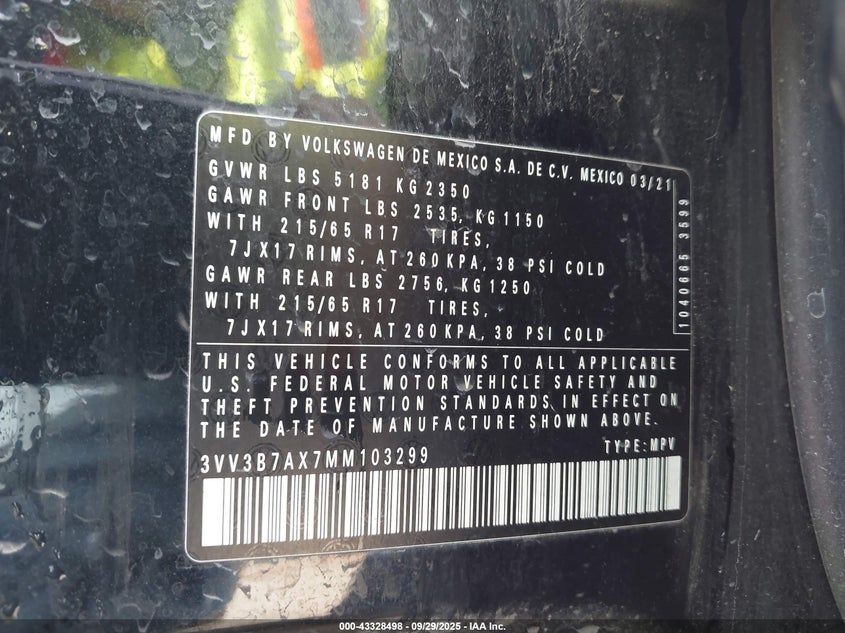 MFD BY VOLKSWAGEN DE MEXICO S.A. DE C.V. MEXICO 03/21
GVWR LBS 5181 KG 2350
GAWR FRONT LBS 2535, KG 1150
WITH 215/65 R17 TIRES,
7JX17 RIMS, AT 260 KPA, 38 PSI COLD
GAWR REAR LBS 2756, KG 1250
WITH 215/65 R17 TIRES,
7JX17 RIMS, AT 260 KPA, 38 PSI COLD
1040665 3599
THIS VEHICLE CONFORMS TO ALL APPLICABLE
U.S. FEDERAL MOTOR VEHICLE SAFETY AND
THEFT PREVENTION STANDARDS IN EFFECT ON
THE DATE OF MANUFACTURE SHOWN ABOVE.
3VV3B7AX7MM103299 TYPE: MPV
000-43328498 - 09/29/2025 - IAA Inc.